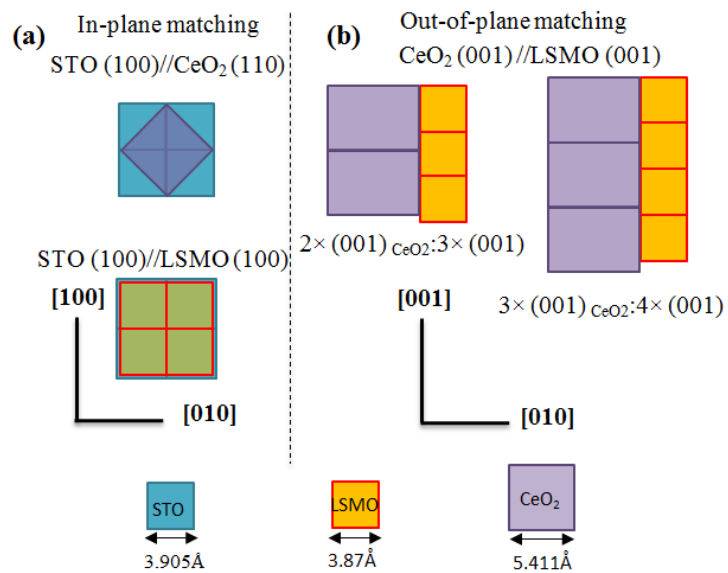 (a)
In-plane matching
STO (100)//CeO₂ (110)
STO (100)//LSMO (100)
[100]
[010]
(b)
Out-of-plane matching
CeO₂ (001) //LSMO (001)
2× (001) CeO2:3× (001)
3× (001) CeO2:4× (001)
[001]
[010]
STO
3.905Å
LSMO
3.87Å
CeO₂
5.411Å